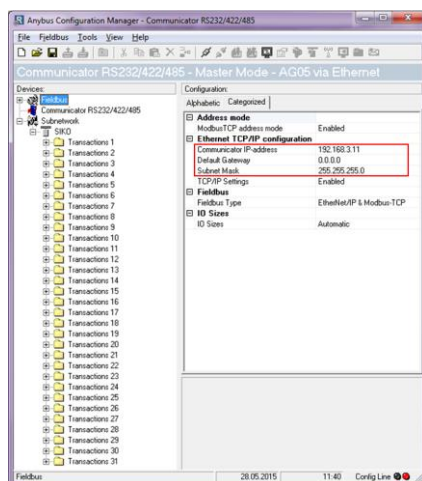 Anybus Configuration Manager - Communicator RS232/422/485
File Fieldbus Tools View Help
Communicator RS232/422/485 - Master Mode - AG05 via Ethernet
Devices:
Fieldbus
Communicator RS232/422/485
Subnetwork
SIKO
Transactions 1
Transactions 2
Transactions 3
Transactions 4
Transactions 5
Transactions 6
Transactions 7
Transactions 8
Transactions 9
Transactions 10
Transactions 11
Transactions 12
Transactions 13
Transactions 14
Transactions 15
Transactions 16
Transactions 17
Transactions 18
Transactions 19
Transactions 20
Transactions 21
Transactions 22
Transactions 23
Transactions 24
Transactions 25
Transactions 26
Transactions 27
Transactions 28
Transactions 29
Transactions 30
Transactions 31
Configuration:
Alphabetic Categorized
Address mode
ModbusTCP address mode Enabled
Ethernet TCP/IP configuration
Communicator IP-address 192.168.3.11
Default Gateway 0.0.0.0
Subnet Mask 255.255.255.0
TCP/IP Settings Enabled
Fieldbus
Fieldbus Type EtherNet/IP & Modbus-TCP
IO Sizes
IO Sizes Automatic
Fieldbus 28.05.2015 11:40 Config Line